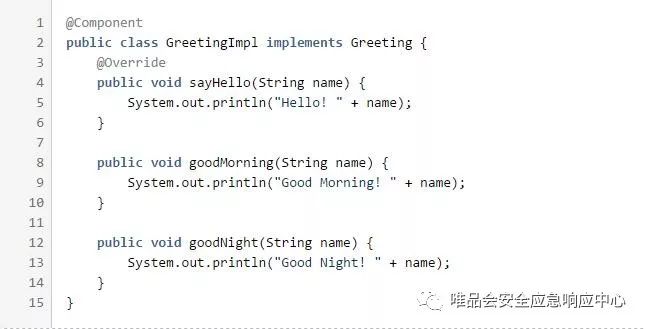 1 @Component
2 public class GreetingImpl implements Greeting {
3 @Override
4 public void sayHello(String name) {
5 System.out.println("Hello! " + name);
6 }
7
8 public void goodMorning(String name) {
9 System.out.println("Good Morning! " + name);
10 }
11
12 public void goodNight(String name) {
13 System.out.println("Good Night! " + name);
14 }
15 }
唯品会安全应急响应中心